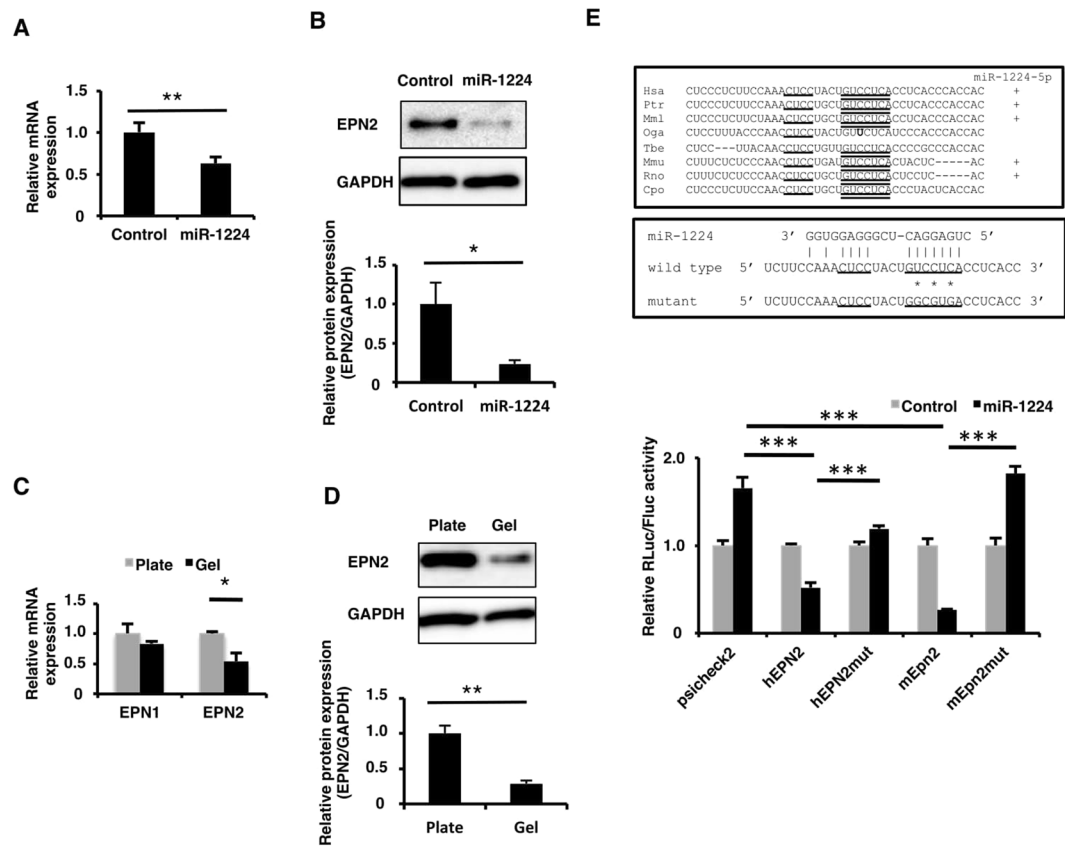 A
Relative mRNA expression
1.5
1.0
0.5
0
**
Control miR-1224
B
Control miR-1224
EPN2
GAPDH
Relative protein expression (EPN2/GAPDH)
1.5
1.0
0.5
0
*
Control miR-1224
C
Plate Gel
Relative mRNA expression
1.5
1.0
0.5
0
*
EPN1 EPN2
D
Plate Gel
EPN2
GAPDH
Relative protein expression (EPN2/GAPDH)
1.5
1.0
0.5
0
**
Plate Gel
E
miR-1224-5p
Hsa CUCCCUCUUCCAAACUCCUACUGUCCUCACCUCACCCACCAC +
Ptr CUCCCUCUUCCAAACUCCUGCUGUCCUCACCUCACCCACCAC +
Mml CUCCCUCUUCUAAACUCCUGCUGUCCUCACCUCACCCACCAC +
Oga CUCCUUUACCCAACCUCCUACUGUUCUCAUCCCACCCACCAC
Tbe CUCC---UUACAACCUCCUGUUGUCCUCACCCCGCCCACCAC
Mmu CUUUCUCUCCCAACCUCCUGAUGUCCUCACUACUC-----AC +
Rno CUUUCUCUCCCAACCUCCUGCUGUCCUCACUACUC-----AC +
Cpo CUCCCUCUUCCAACCUCCUGCUGUCCUCACCCUACUCACCAC
miR-1224 3' GGUGGAGGGCU-CAGGAGUC 5'
wild type 5' UCUUCCAAACUCCUACUGUCCUCACCUCACC 3'
* * *
mutant 5' UCUUCCAAACUCCUACUGGCGUGACCUCACC 3'
Control miR-1224
Relative RLuc/Fluc activity
2.0
1.0
0
***
***
***
***
psicheck2
hEPN2
hEPN2mut
mEpn2
mEpn2mut